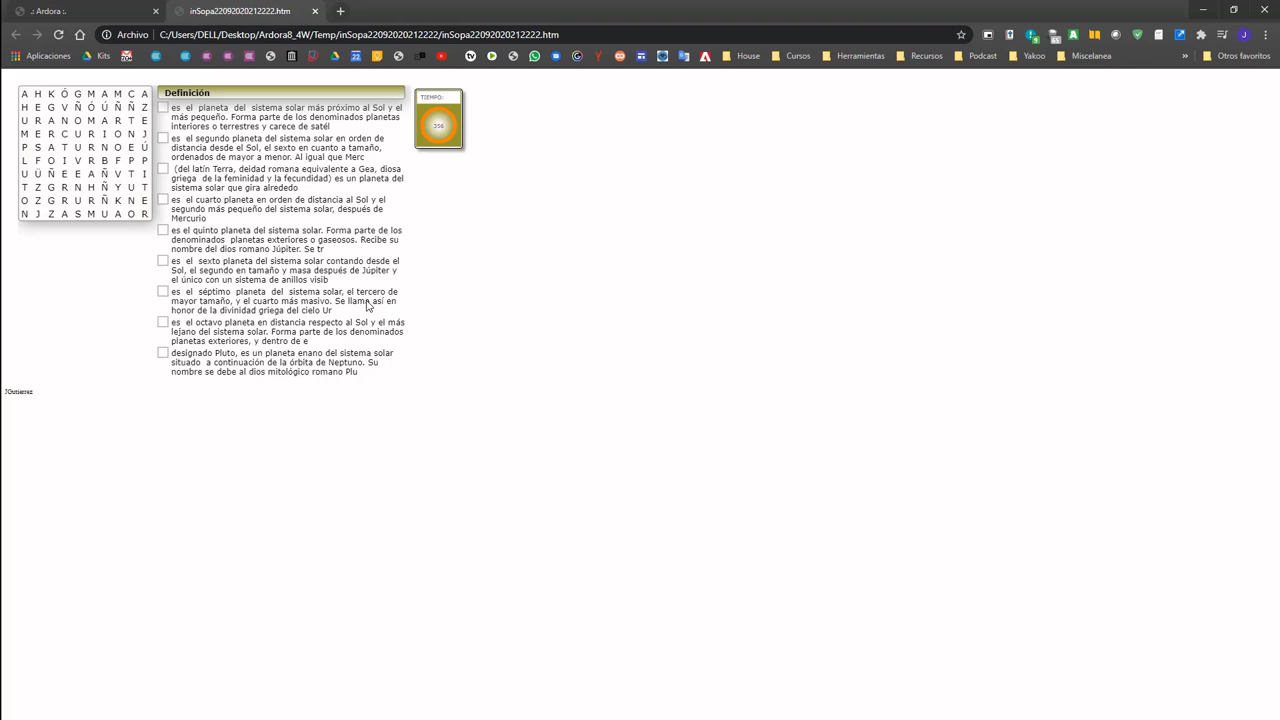 .: Ardora :.
inSopa22092020212222.htm
Archivo
C:/Users/DELL/Desktop/Ardora8_4W/Temp/inSopa22092020212222/inSopa22092020212222.htm
Aplicaciones
Kits
House
Cursos
Herramientas
Recursos
Podcast
Yakoo
Miscelanea
Otros favoritos
A H K Ó G M A M C A
H E G V Ñ Ó Ú Ñ Ñ Z
U R A N O M A R T E
M E R C U R I O N J
P S A T U R N O E Ú
L F O I V R B F P P
U Ü Ñ E E A Ñ V T I
T Z G R N H Ñ Y U T
O Z G R U R Ñ K N E
N J Z A S M U A O R
Definición
es el planeta del sistema solar más próximo al Sol y el
más pequeño. Forma parte de los denominados planetas
interiores o terrestres y carece de satél
es el segundo planeta del sistema solar en orden de
distancia desde el Sol, el sexto en cuanto a tamaño,
ordenados de mayor a menor. Al igual que Merc
(del latín Terra, deidad romana equivalente a Gea, diosa
griega de la feminidad y la fecundidad) es un planeta del
sistema solar que gira alrededo
es el cuarto planeta en orden de distancia al Sol y el
segundo más pequeño del sistema solar, después de
Mercurio
es el quinto planeta del sistema solar. Forma parte de los
denominados planetas exteriores o gaseosos. Recibe su
nombre del dios romano Júpiter. Se tr
es el sexto planeta del sistema solar contando desde el
Sol, el segundo en tamaño y masa después de Júpiter y
el único con un sistema de anillos visib
es el séptimo planeta del sistema solar, el tercero de
mayor tamaño, y el cuarto más masivo. Se llama así en
honor de la divinidad griega del cielo Ur
es el octavo planeta en distancia respecto al Sol y el más
lejano del sistema solar. Forma parte de los denominados
planetas exteriores, y dentro de e
designado Pluto, es un planeta enano del sistema solar
situado a continuación de la órbita de Neptuno. Su
nombre se debe al dios mitológico romano Plu
TIEMPO:
356
JGutierrez